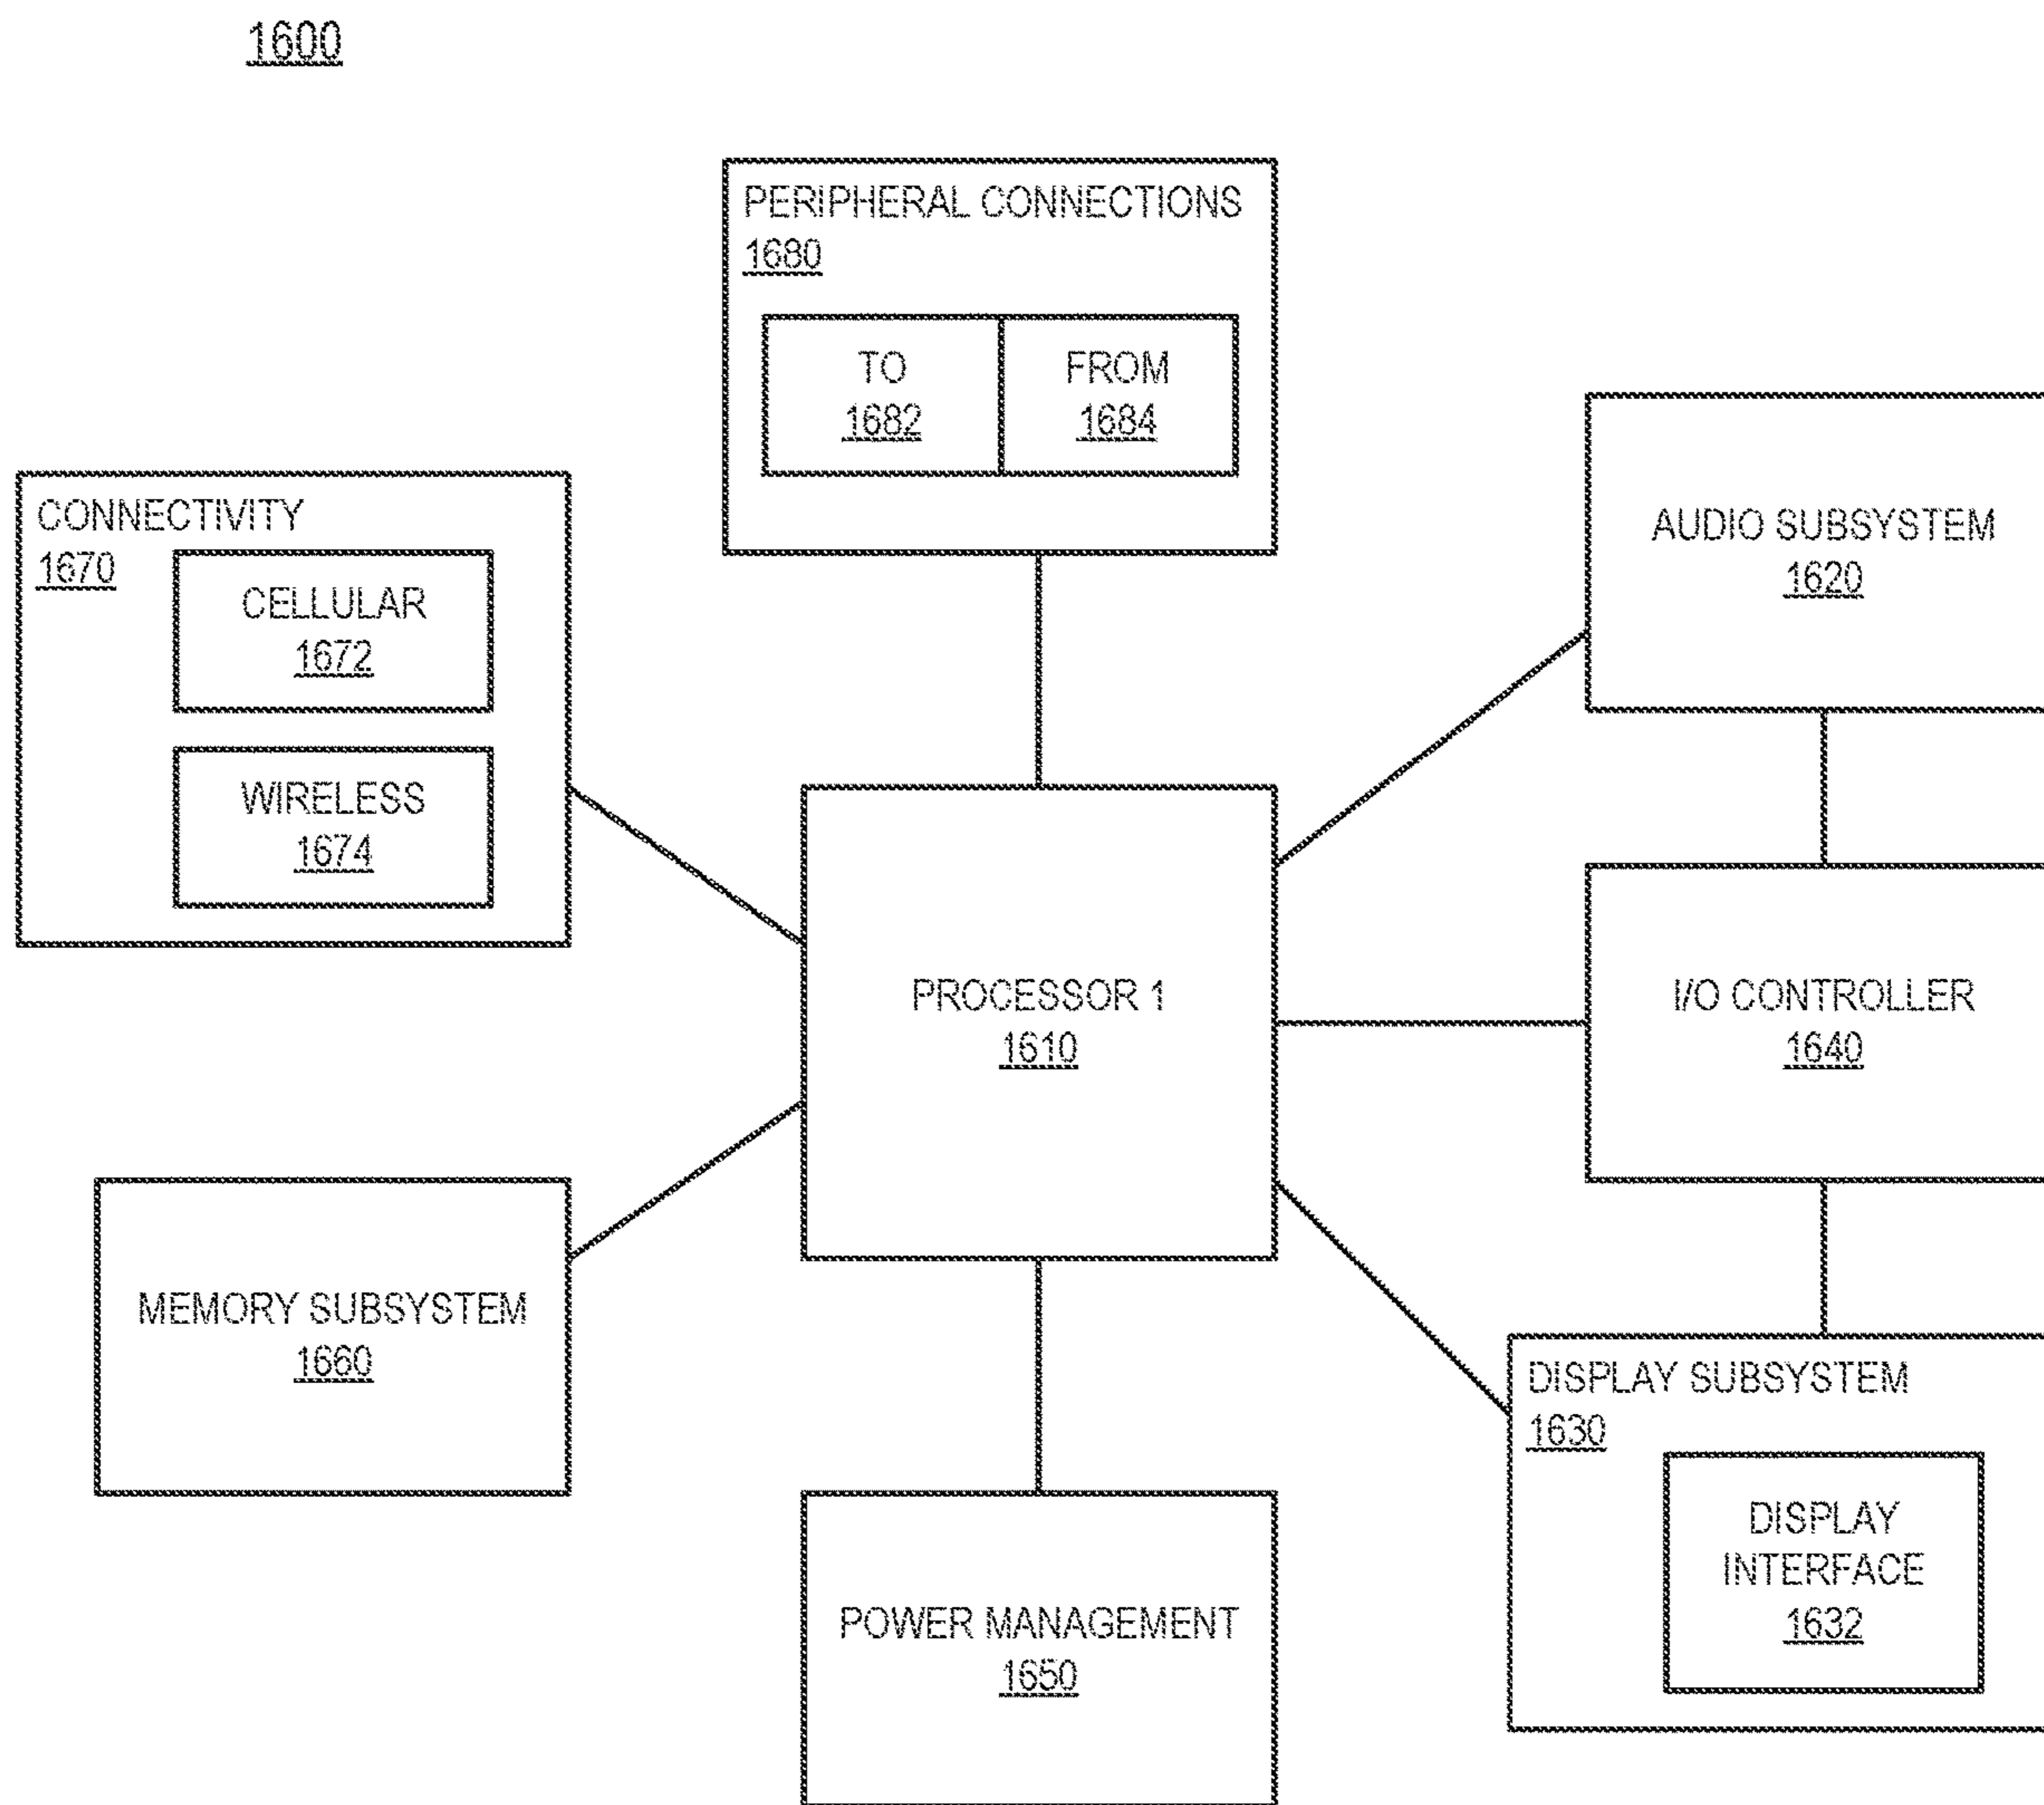 1600
PERIPHERAL CONNECTIONS
1680
TO
1682
FROM
1684
CONNECTIVITY
1670
CELLULAR
1672
WIRELESS
1674
AUDIO SUBSYSTEM
1620
PROCESSOR 1
1610
I/O CONTROLLER
1640
MEMORY SUBSYSTEM
1660
DISPLAY SUBSYSTEM
1630
DISPLAY
INTERFACE
1632
POWER MANAGEMENT
1650